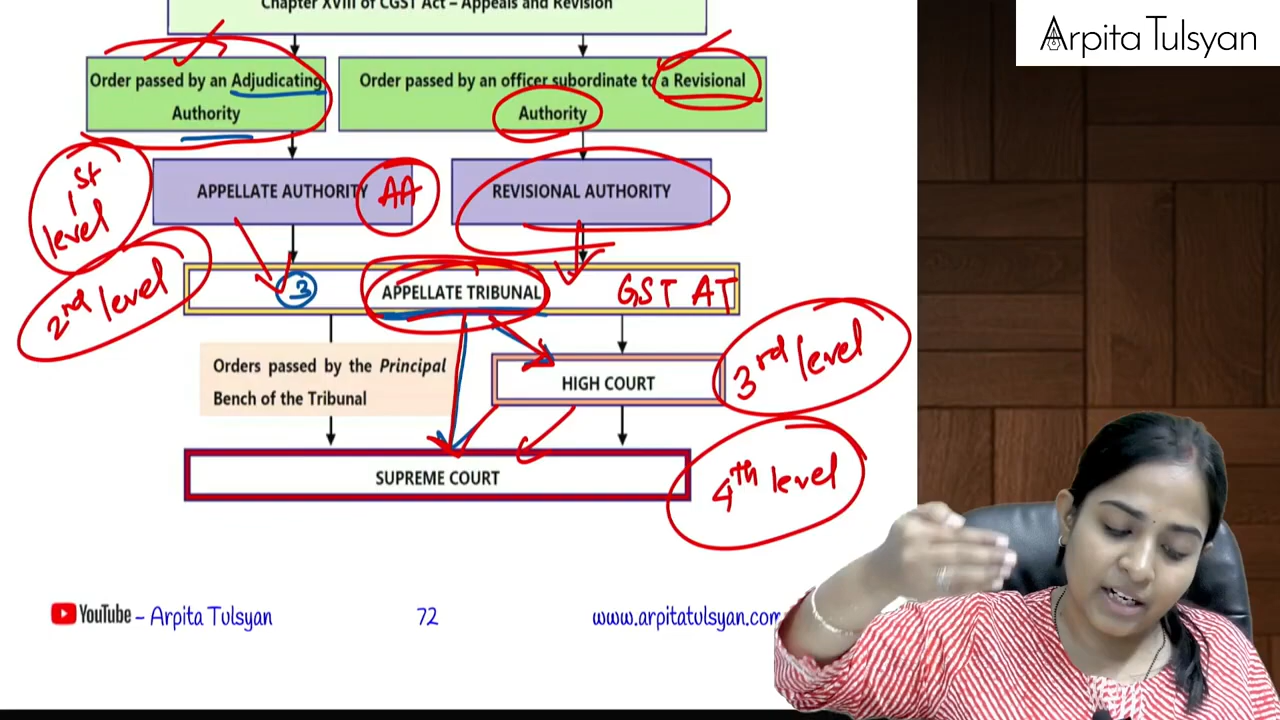 Chapter XVIII of CGST Act – Appeals and Revision
Arpita Tulsyan
Order passed by an Adjudicating
Authority
Order passed by an officer subordinate to a Revisional
Authority
1st
level
APPELLATE AUTHORITY AA
REVISIONAL AUTHORITY
2nd level
3
APPELLATE TRIBUNAL
GST AT
Orders passed by the Principal
Bench of the Tribunal
HIGH COURT
3rd level
SUPREME COURT
4th level
YouTube – Arpita Tulsyan
72
www.arpitatulsyan.com